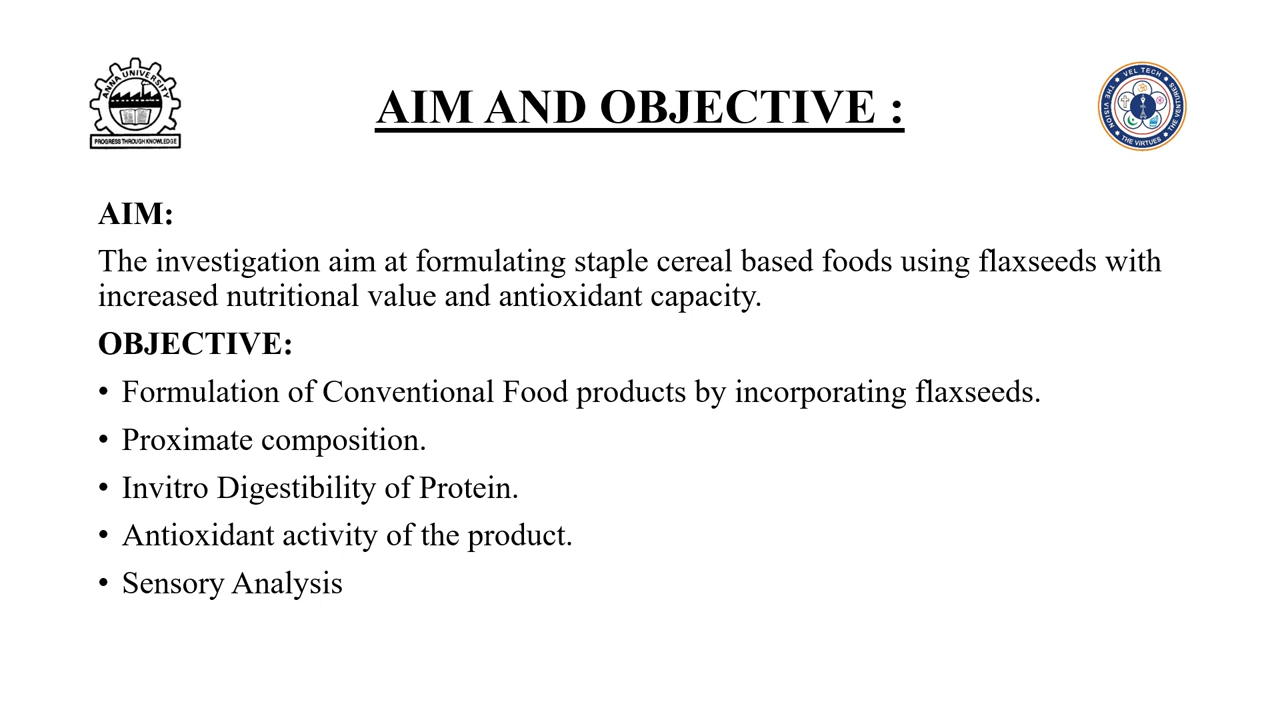 ANNA UNIVERSITY
PROGRESS THROUGH KNOWLEDGE
AIM AND OBJECTIVE :
VEL TECH
THE VISION
THE VIRTUES
THE VENTURES
AIM:
The investigation aim at formulating staple cereal based foods using flaxseeds with
increased nutritional value and antioxidant capacity.
OBJECTIVE:
• Formulation of Conventional Food products by incorporating flaxseeds.
• Proximate composition.
• Invitro Digestibility of Protein.
• Antioxidant activity of the product.
• Sensory Analysis